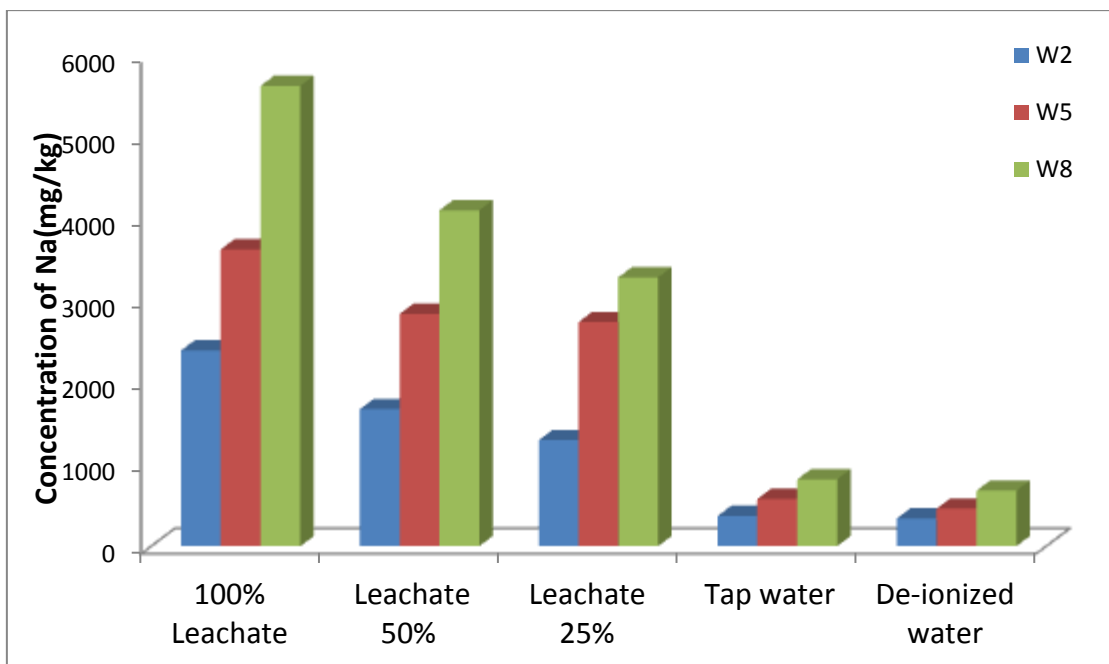 Concentration of Na(mg/kg)
6000
5000
4000
3000
2000
1000
0
W2
W5
W8
100%
Leachate
Leachate
50%
Leachate
25%
Tap water
De-ionized
water